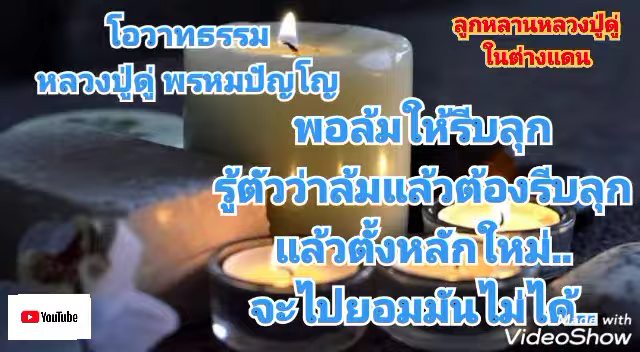 โอวาทธรรม
หลวงปู่ดู่ พรหมปัญโญ
ลูกหลานหลวงปู่ดู่
ในต่างแดน
พอล้มให้รีบลุก
รู้ตัวว่าล้มแล้วต้องรีบลุก
แล้วตั้งหลักใหม่..
จะไปยอมมันไม่ได้
YouTube
Made with
VideoShow